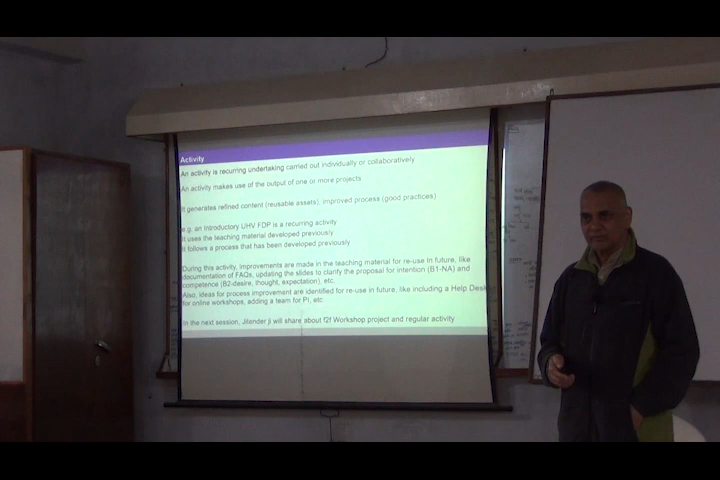 Activity
An activity is recurring undertaking carried out individually or collaboratively
An activity makes use of the output of one or more projects
It generates refined content (reusable assets), improved process (good practices)
e.g. an Introductory UHV FDP is a recurring activity
It uses the teaching material developed previously
It follows a process that has been developed previously
During this activity, improvements are made in the teaching material for re-use in future, like
documentation of FAQs, updating the slides to clarify the proposal for intention (B1-NA) and
competence (B2-desire, thought, expectation), etc.
Also, ideas for process improvement are identified for re-use in future, like including a Help Desk
for online workshops, adding a team for PI, etc
In the next session, Jitender ji will share about f2f Workshop project and regular activity